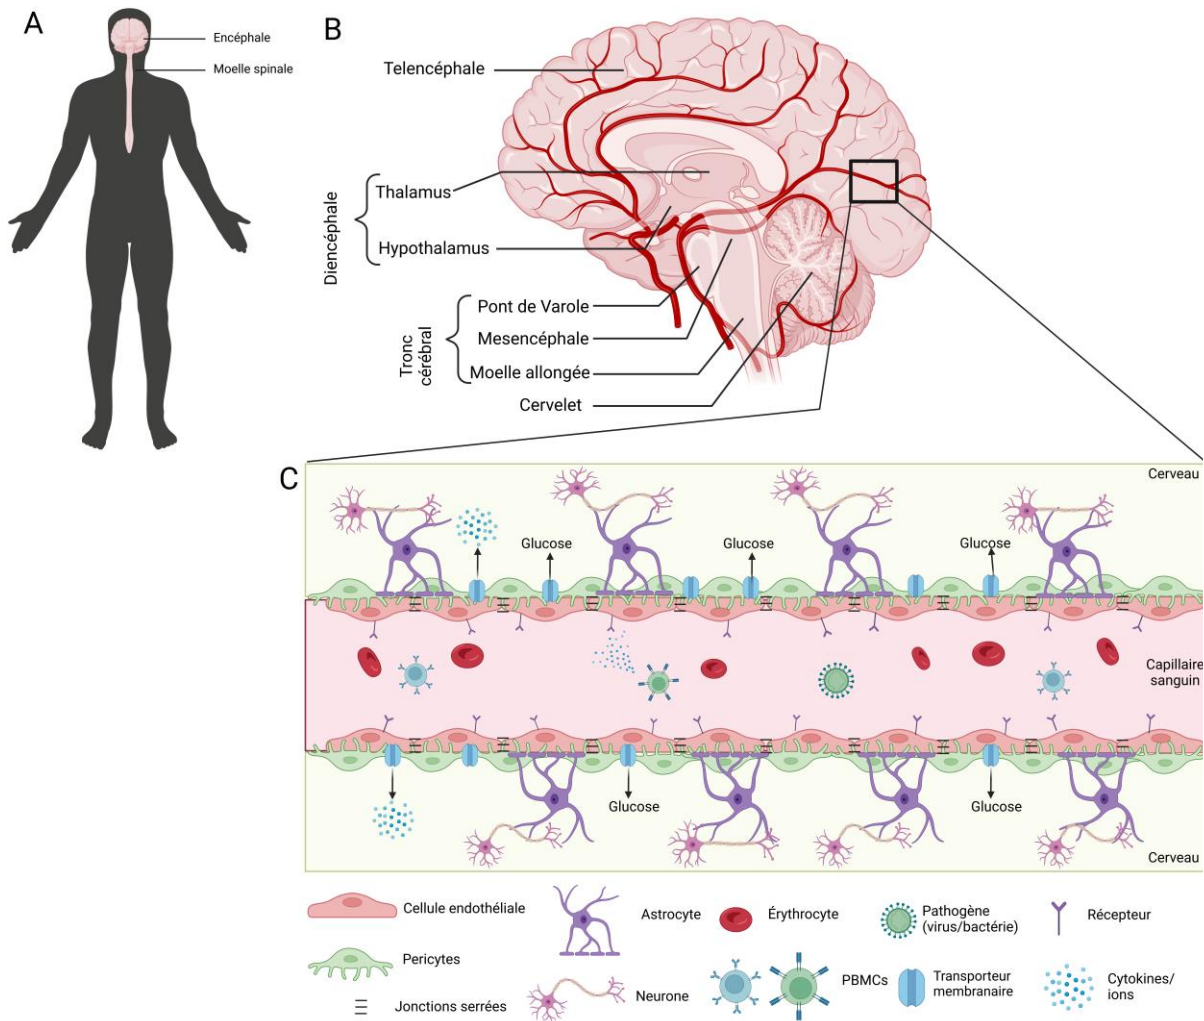 A
Encéphale
Moelle spinale
B
Telencéphale
Diencéphale
Thalamus
Hypothalamus
Tronc
cérébral
Pont de Varole
Mesencéphale
Moelle allongée
Cervelet
C
Cerveau
Glucose
Glucose
Glucose
Capillaire
sanguin
Glucose
Glucose
Cerveau
Cellule endothéliale
Astrocyte
Érythrocyte
Pathogène
(virus/bactérie)
Récepteur
Pericytes
Neurone
PBMCs
Transporteur
membranaire
Cytokines/
ions
Jonctions serrées